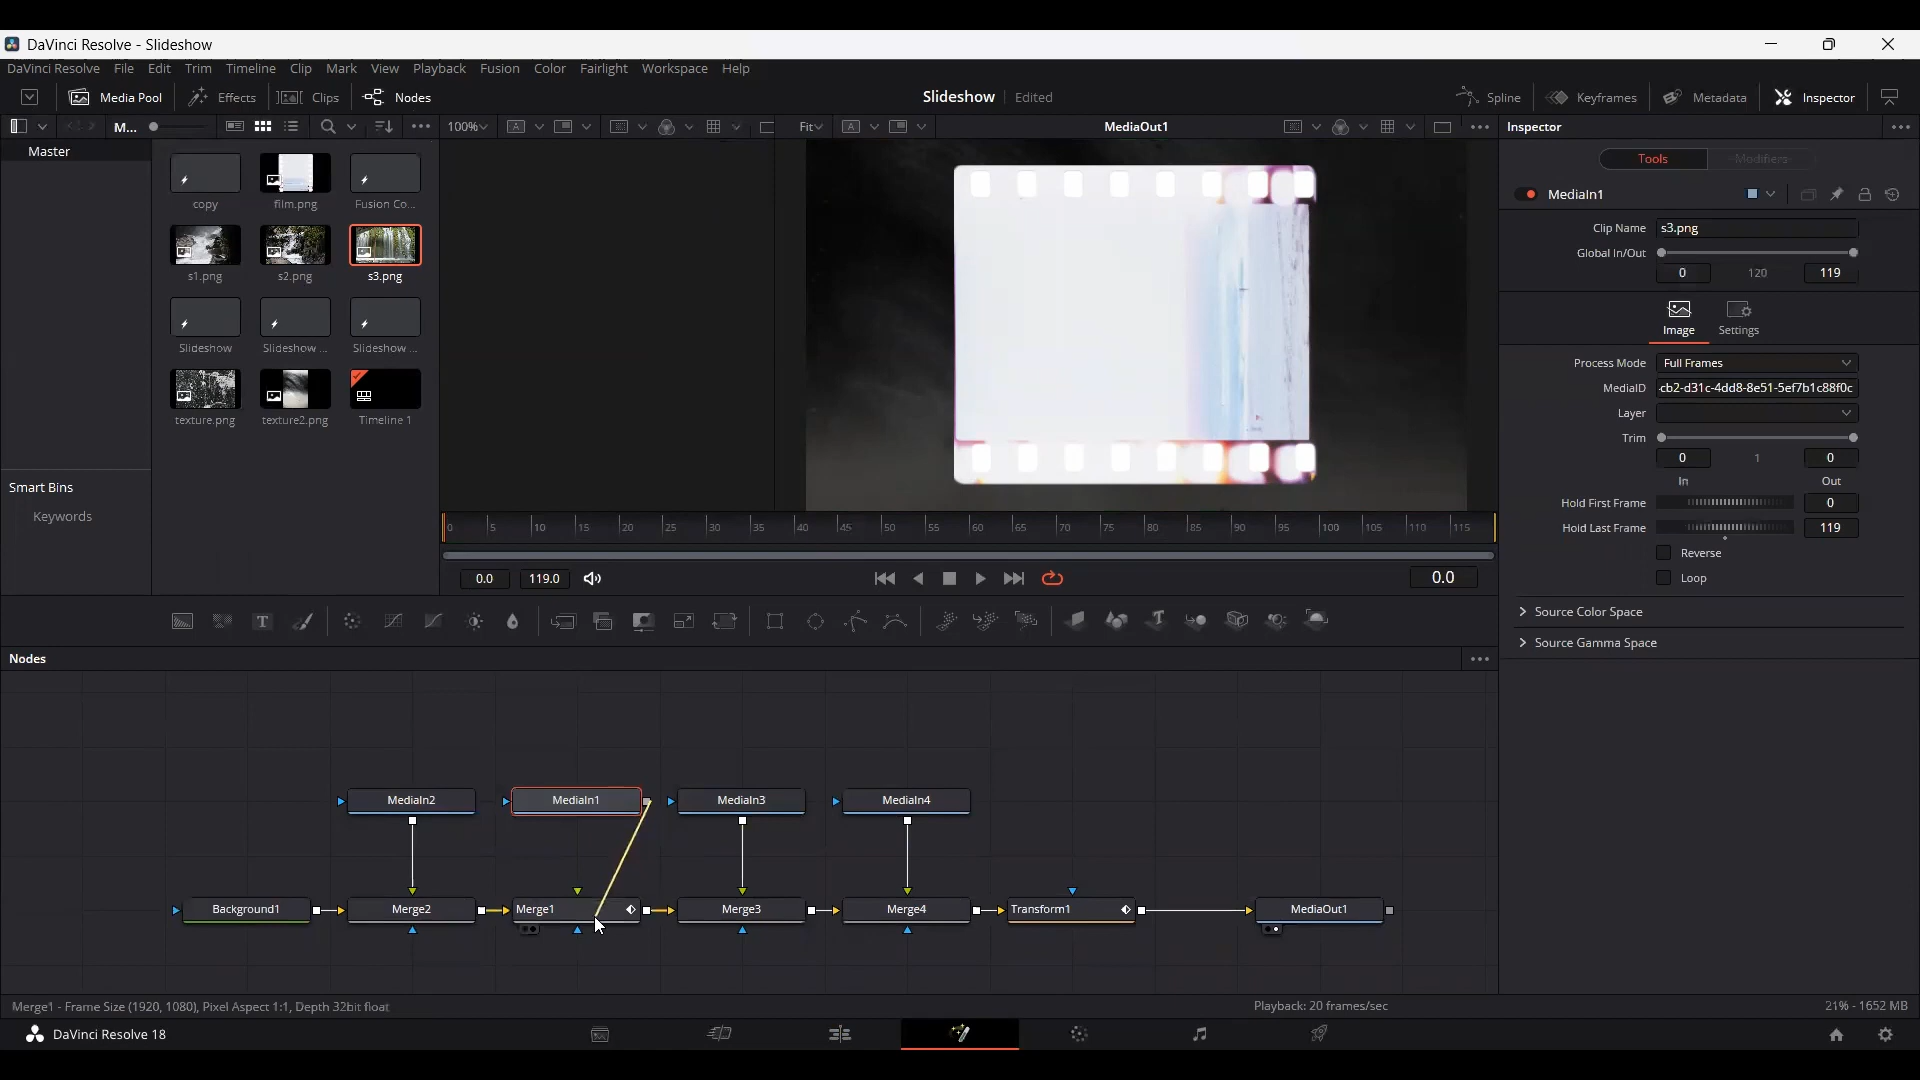 DaVinci Resolve - Slideshow
DaVinci Resolve File Edit Trim Timeline Clip Mark View Playback Fusion Color Fairlight Workspace Help
Media Pool Effects Clips Nodes Slideshow Edited Spline Keyframes Metadata Inspector
M... 100% Fit MediaOut1 Inspector
Master
Tools Modifiers
MediaIn1
copy film.png Fusion Co...
s1.png s2.png s3.png
Slideshow Slideshow ... Slideshow ...
texture.png texture2.png Timeline 1
Smart Bins
Keywords
Clip Name s3.png
Global In/Out
0 120 119
Image Settings
Process Mode Full Frames
MediaID cb2-d31c-4dd8-8e51-5ef7b1c88f0c
Layer
Trim
0 1 0
In Out
Hold First Frame 0
Hold Last Frame 119
Reverse
Loop
Source Color Space
Source Gamma Space
0 5 10 15 20 25 30 35 40 45 50 55 60 65 70 75 80 85 90 95 100 105 110 115
0.0 119.0 0.0
T T
Nodes
MediaIn2 MediaIn1 MediaIn3 MediaIn4
Background1 Merge2 Merge1 Merge3 Merge4 Transform1 MediaOut1
Merge1 - Frame Size (1920, 1080), Pixel Aspect 1:1, Depth 32bit float Playback: 20 frames/sec 21% - 1652 MB
DaVinci Resolve 18